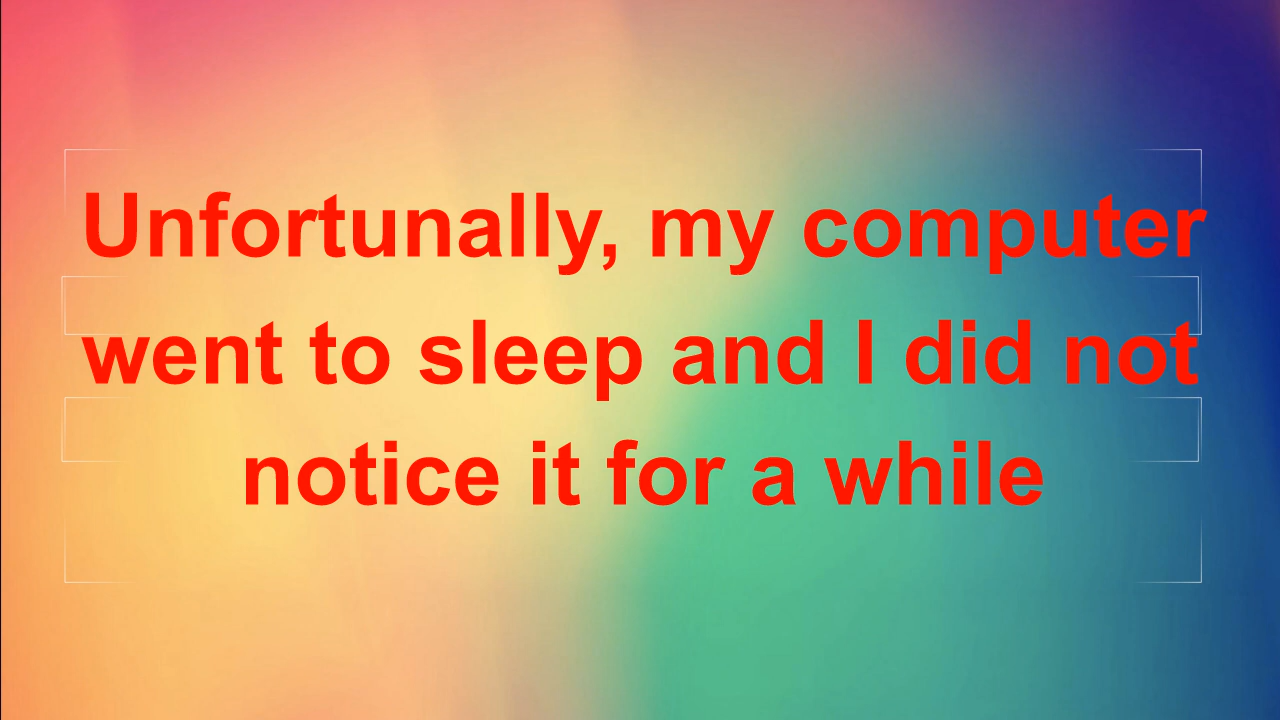 Unfortunally, my computer
went to sleep and I did not
notice it for a while